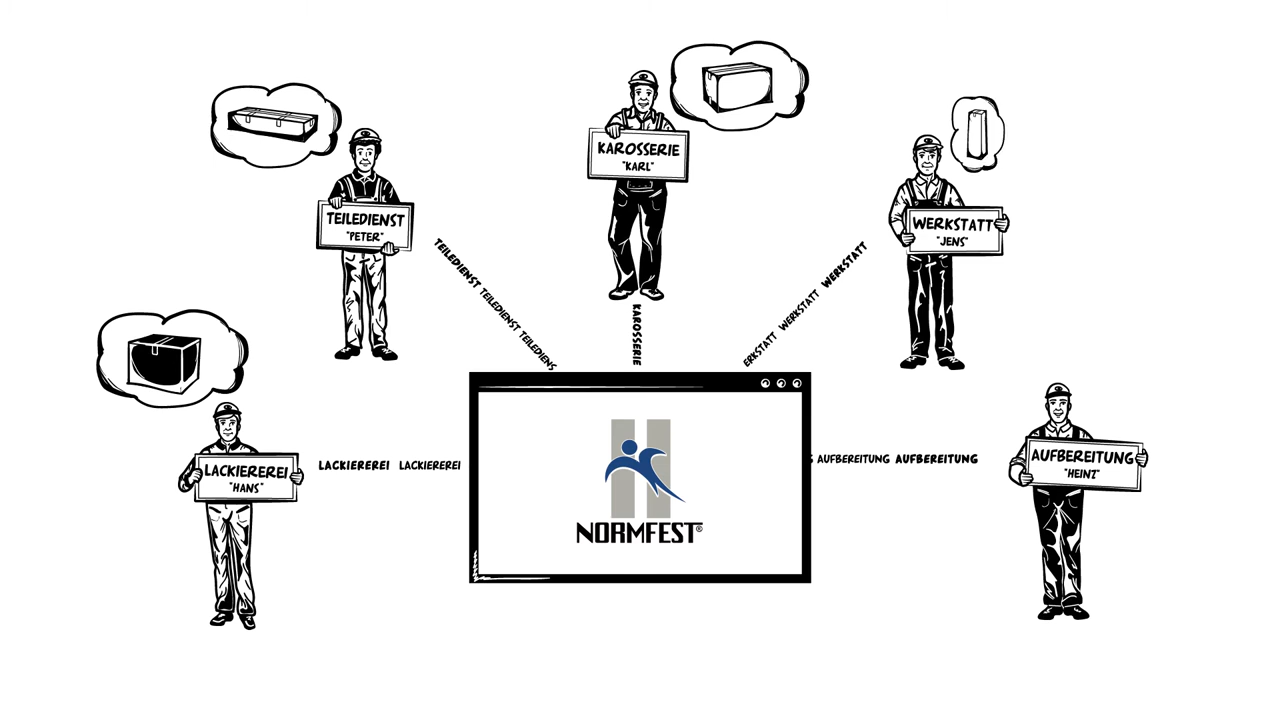 KAROSSERIE
"KARL"
TEILEDIENST
"PETER"
WERKSTATT
"JENS"
TEILEDIENST TEILEDIENST TEILEDIENS
KAROSSERIE
ERKSTATT WERKSTATT WERKSTATT
LACKIEREREI
"HANS"
LACKIEREREI LACKIEREREI
NORMFEST®
G AUFBEREITUNG AUFBEREITUNG
AUFBEREITUNG
"HEINZ"